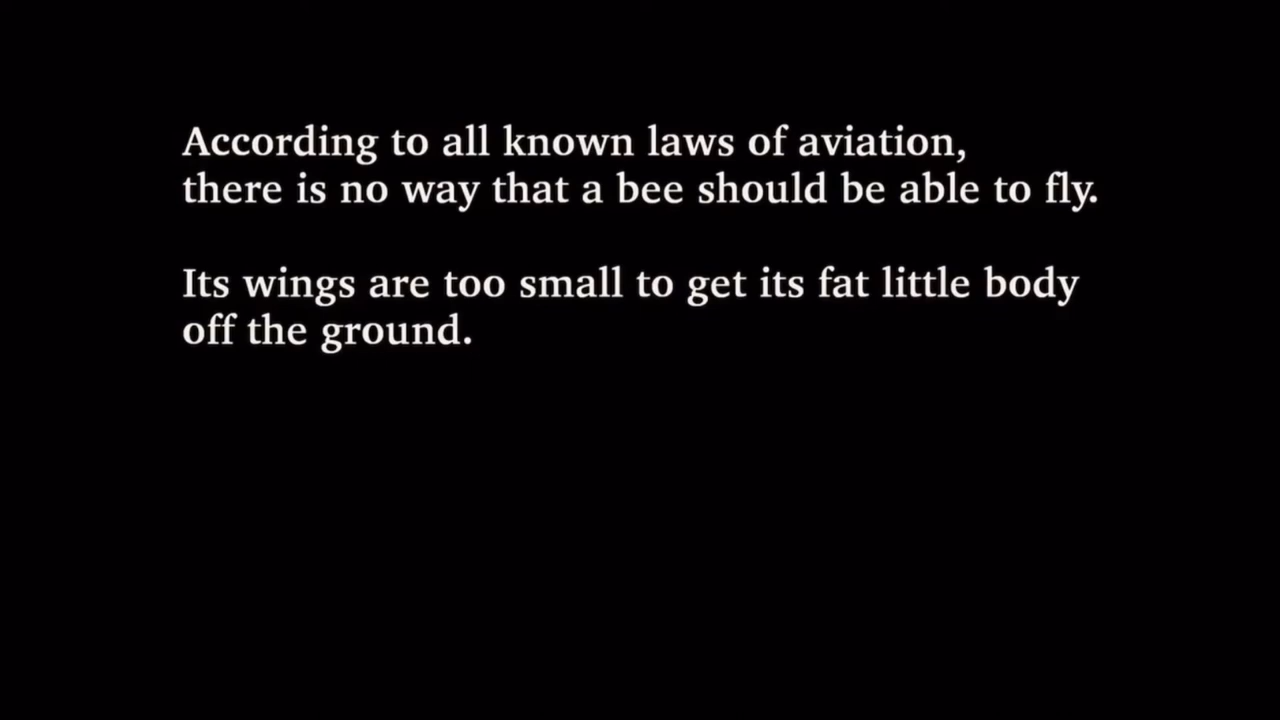 According to all known laws of aviation,
there is no way that a bee should be able to fly.
Its wings are too small to get its fat little body
off the ground.